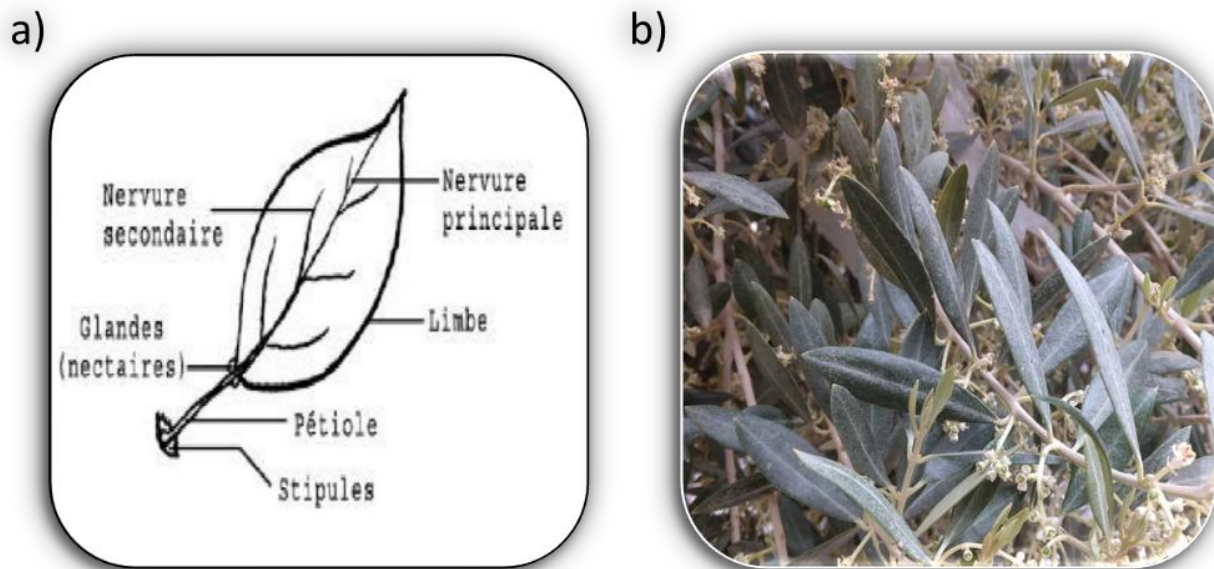 a)
b)
Nervure
secondaire
Nervure
principale
Glandes
(nectaires)
Limbe
Pétiole
Stipules